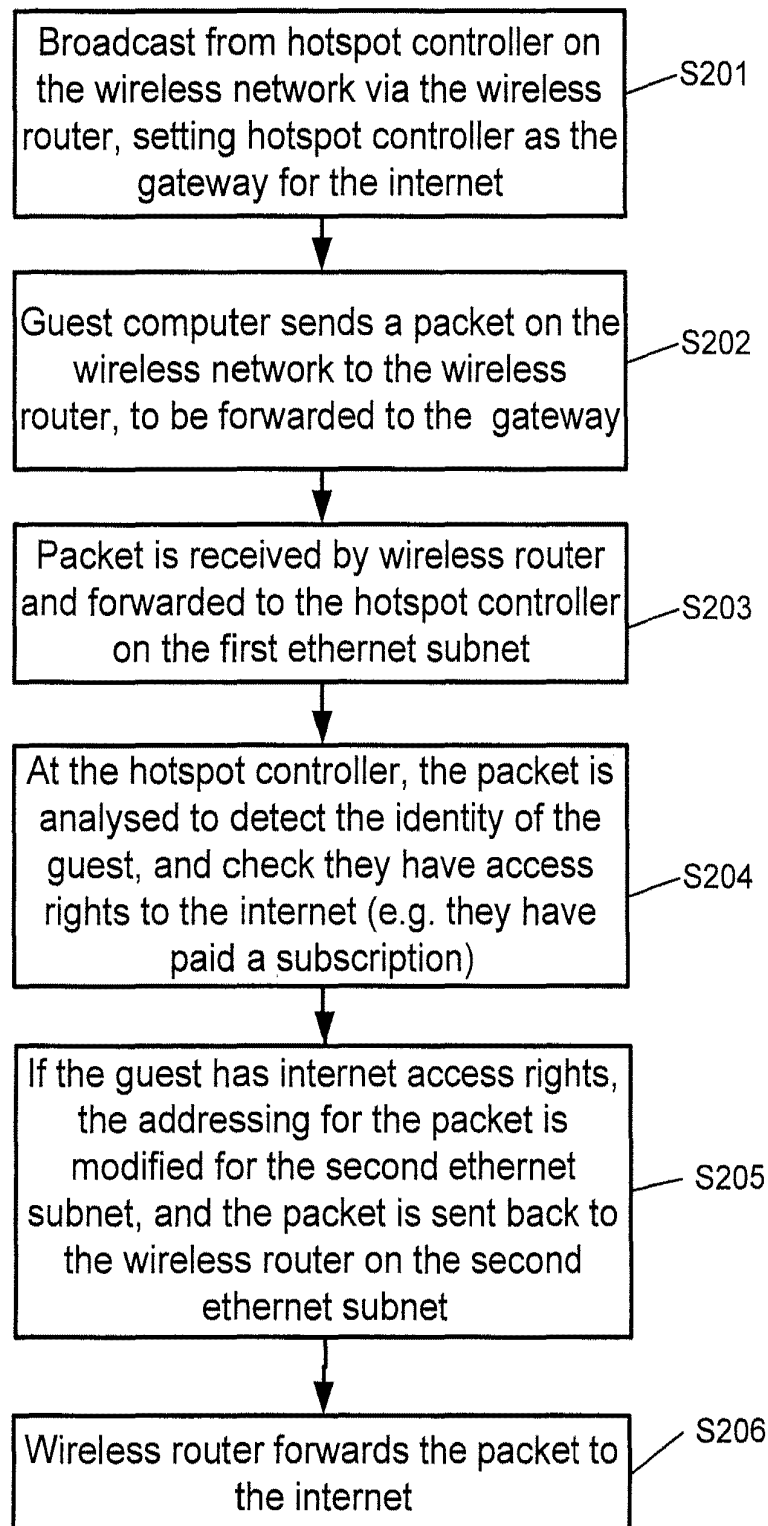 Broadcast from hotspot controller on
the wireless network via the wireless
router, setting hotspot controller as the
gateway for the internet
S201
Guest computer sends a packet on the
wireless network to the wireless
router, to be forwarded to the gateway
S202
Packet is received by wireless router
and forwarded to the hotspot controller
on the first ethernet subnet
S203
At the hotspot controller, the packet is
analysed to detect the identity of the
guest, and check they have access
rights to the internet (e.g. they have
paid a subscription)
S204
If the guest has internet access rights,
the addressing for the packet is
modified for the second ethernet
subnet, and the packet is sent back to
the wireless router on the second
ethernet subnet
S205
Wireless router forwards the packet to
the internet
S206